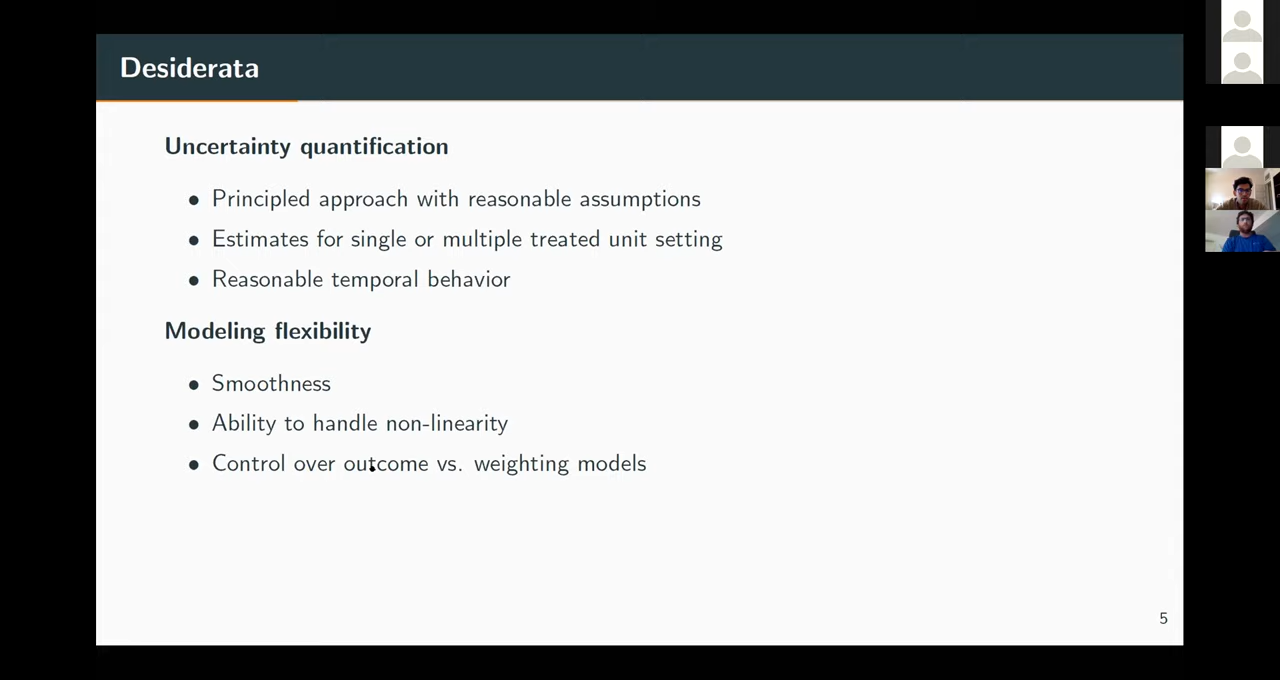 Desiderata
Uncertainty quantification
• Principled approach with reasonable assumptions
• Estimates for single or multiple treated unit setting
• Reasonable temporal behavior
Modeling flexibility
• Smoothness
• Ability to handle non-linearity
• Control over outcome vs. weighting models
5